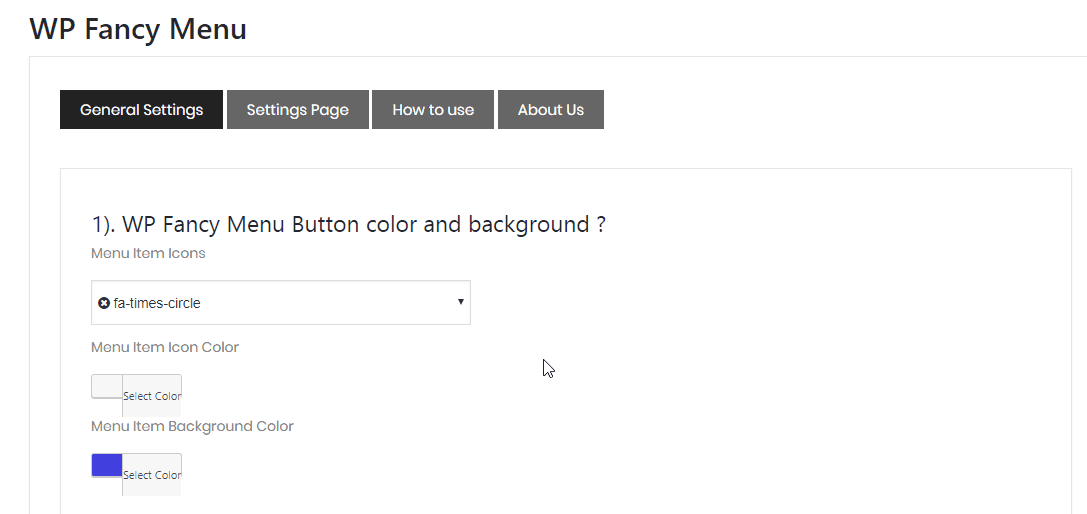 WP Fancy Menu
General Settings Settings Page How to use About Us
1). WP Fancy Menu Button color and background ?
Menu Item Icons
fa-times-circle
Menu Item Icon Color
Select Color
Menu Item Background Color
Select Color